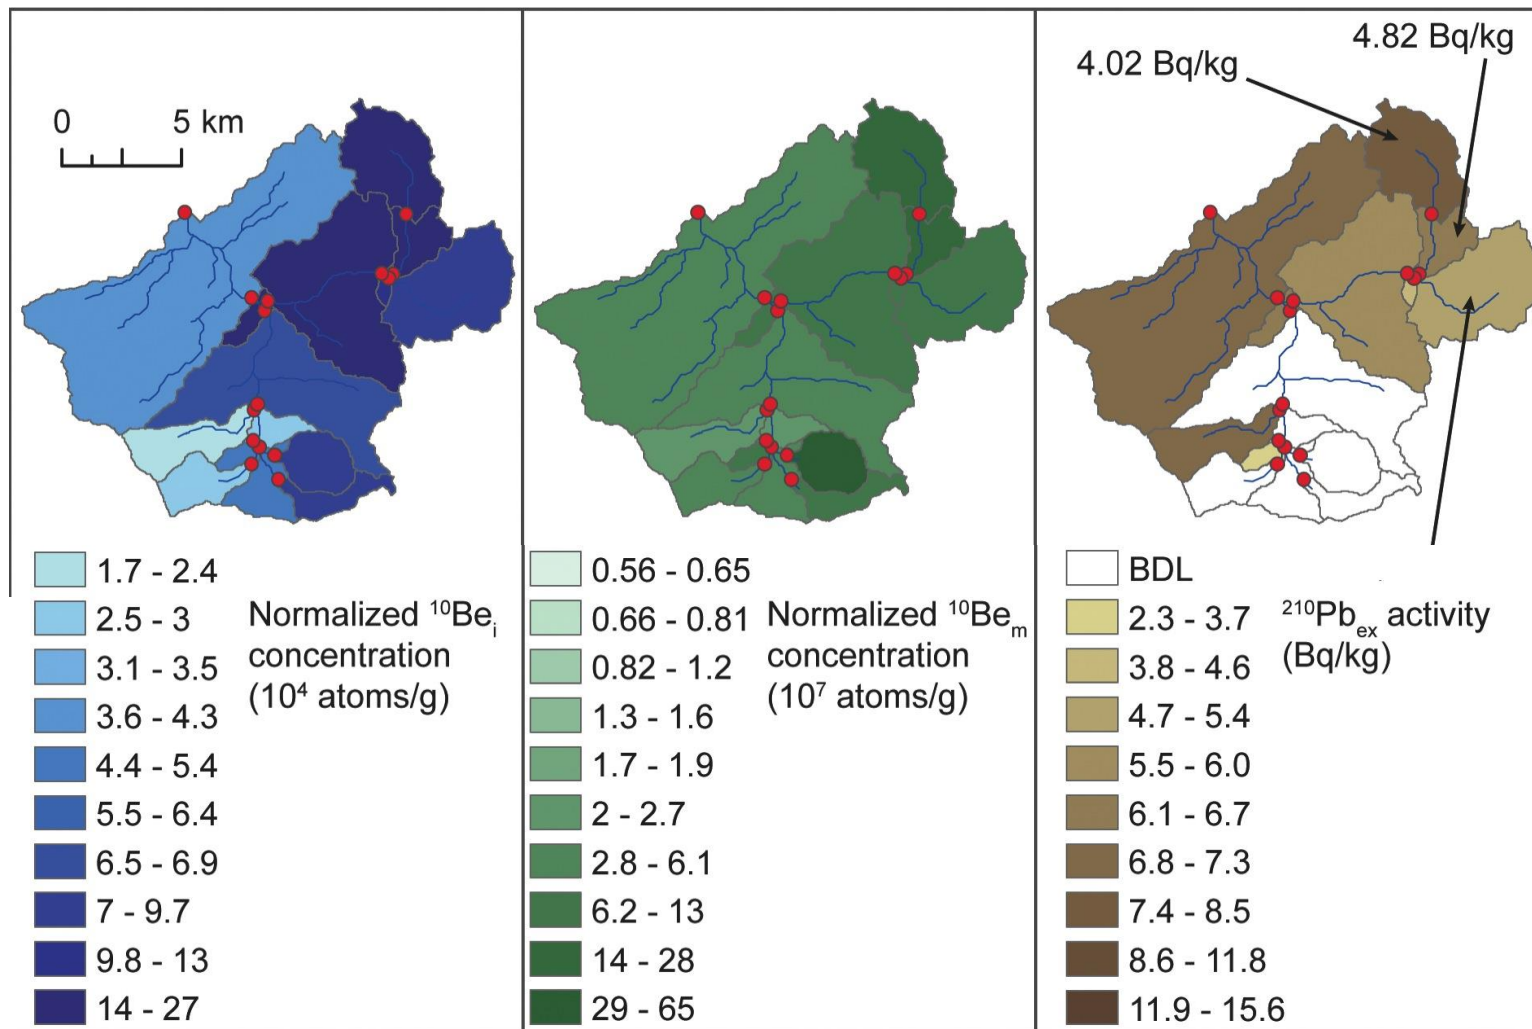 0 5 km
4.02 Bq/kg
4.82 Bq/kg
1.7 - 2.4
2.5 - 3
3.1 - 3.5
3.6 - 4.3
4.4 - 5.4
5.5 - 6.4
6.5 - 6.9
7 - 9.7
9.8 - 13
14 - 27
Normalized ¹⁰Beᵢ
concentration
(10⁴ atoms/g)
0.56 - 0.65
0.66 - 0.81
0.82 - 1.2
1.3 - 1.6
1.7 - 1.9
2 - 2.7
2.8 - 6.1
6.2 - 13
14 - 28
29 - 65
Normalized ¹⁰Beₘ
concentration
(10⁷ atoms/g)
BDL
2.3 - 3.7
3.8 - 4.6
4.7 - 5.4
5.5 - 6.0
6.1 - 6.7
6.8 - 7.3
7.4 - 8.5
8.6 - 11.8
11.9 - 15.6
²¹⁰Pbₑₓ activity
(Bq/kg)